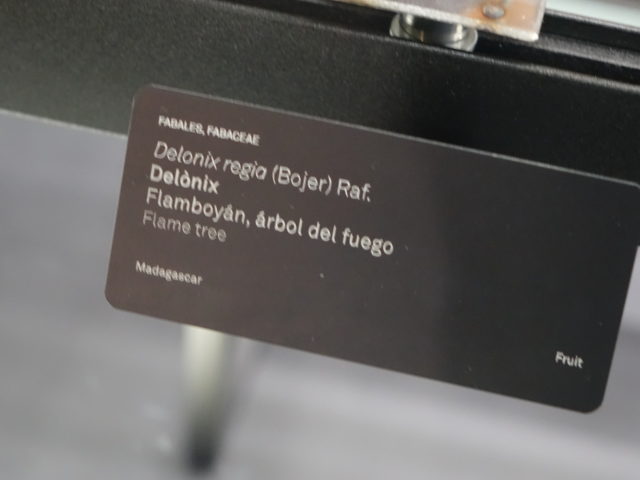 FABALES, FABACEAE
Delonix regia (Bojer) Raf.
Delònix
Flamboyán, árbol del fuego
Flame tree
Madagascar
Fruit